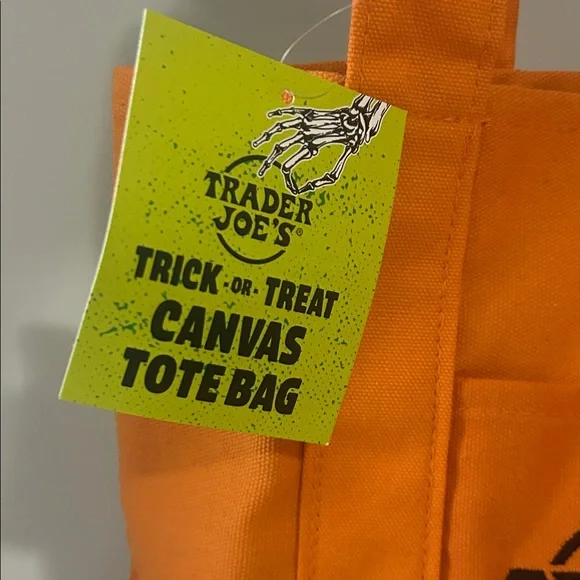 TRADER
JOE'S®
TRICK-OR-TREAT
CANVAS
TOTE BAG